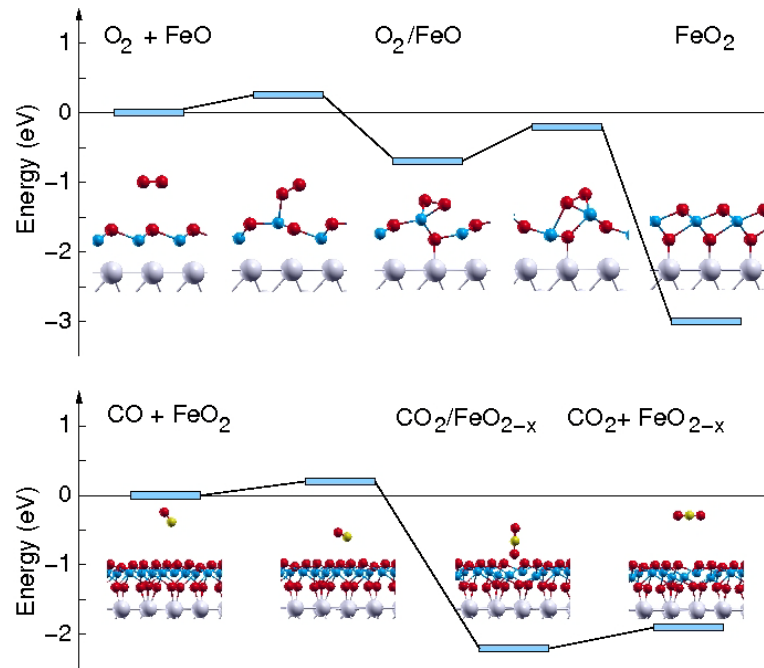 O2 + FeO
O2/FeO
FeO2
Energy (eV)
1
0
−1
−2
−3
CO + FeO2
CO2/FeO2−x
CO2+ FeO2−x
Energy (eV)
1
0
−1
−2